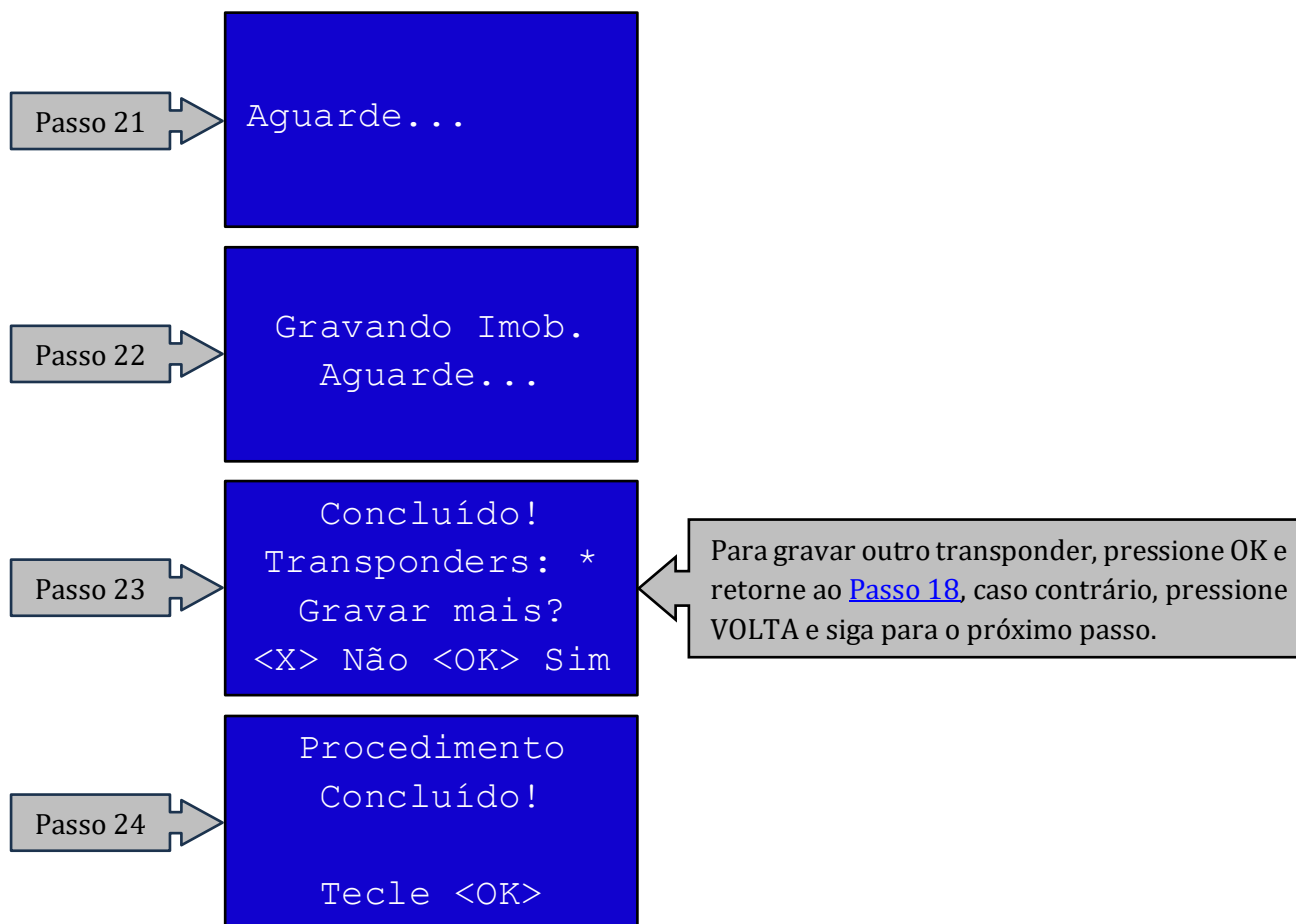 Passo 21
Aguarde...
Passo 22
Gravando Imob.
Aguarde...
Passo 23
Concluído!
Transponders: *
Gravar mais?
<X> Não <OK> Sim
Para gravar outro transponder, pressione OK e
retorne ao Passo 18, caso contrário, pressione
VOLTA e siga para o próximo passo.
Passo 24
Procedimento
Concluído!
Tecle <OK>